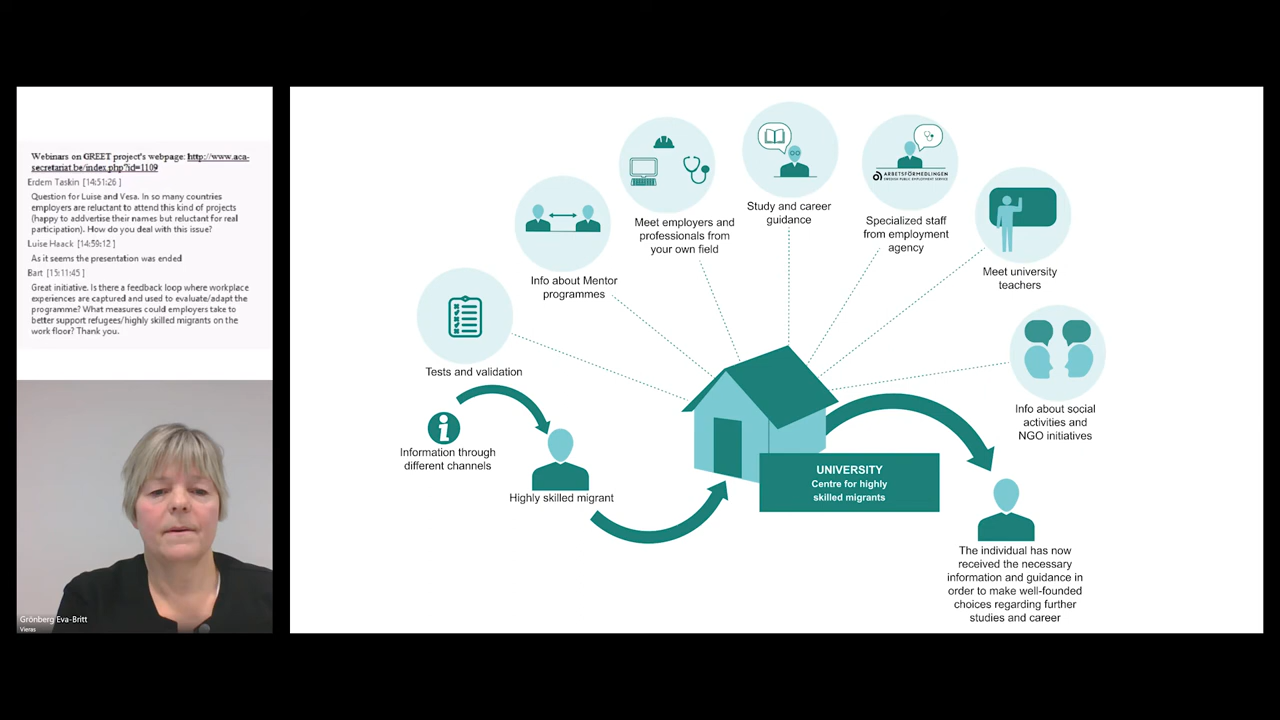 Webinars on GREET project's webpage: http://www.aca-
secretariat.be/index.php?id=1109
Erdem Taskin [14:51:26]
Question for Luise and Vesa. In so many countries
employers are reluctant to attend this kind of projects
(happy to addvertise their names but reluctant for real
participation). How do you deal with this issue?
Luise Haack [14:59:12]
As it seems the presentation was ended
Bart [15:11:45]
Great initiative. Is there a feedback loop where workplace
experiences are captured and used to evaluate/adapt the
programme? What measures could employers take to
better support refugees/highly skilled migrants on the
work floor? Thank you.
Grönberg Eva-Britt
Vieras
Tests and validation
Info about Mentor
programmes
Meet employers and
professionals from
your own field
Study and career
guidance
ARBETSFÖRMEDLINGEN
SWEDISH PUBLIC EMPLOYMENT SERVICE
Specialized staff
from employment
agency
Meet university
teachers
Info about social
activities and
NGO initiatives
i
Information through
different channels
Highly skilled migrant
UNIVERSITY
Centre for highly
skilled migrants
The individual has now
received the necessary
information and guidance in
order to make well-founded
choices regarding further
studies and career